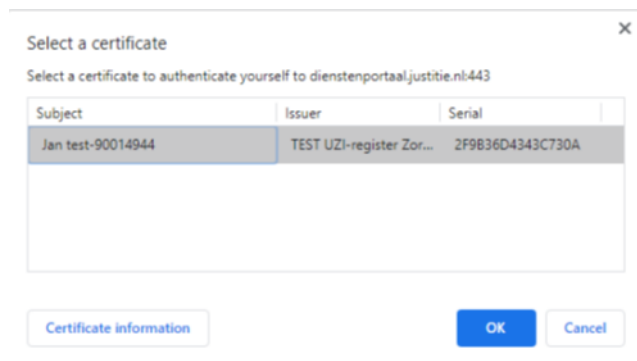 Select a certificate
Select a certificate to authenticate yourself to dienstenportaal.justitie.nl:443
Subject Issuer Serial
Jan test-90014944 TEST UZI-register Zor... 2F9B36D4343C730A
Certificate information OK Cancel